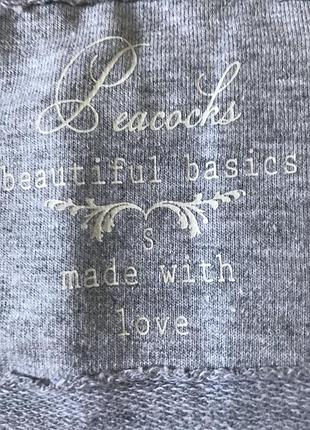 Peacocks
beautiful basics
S
made with
love